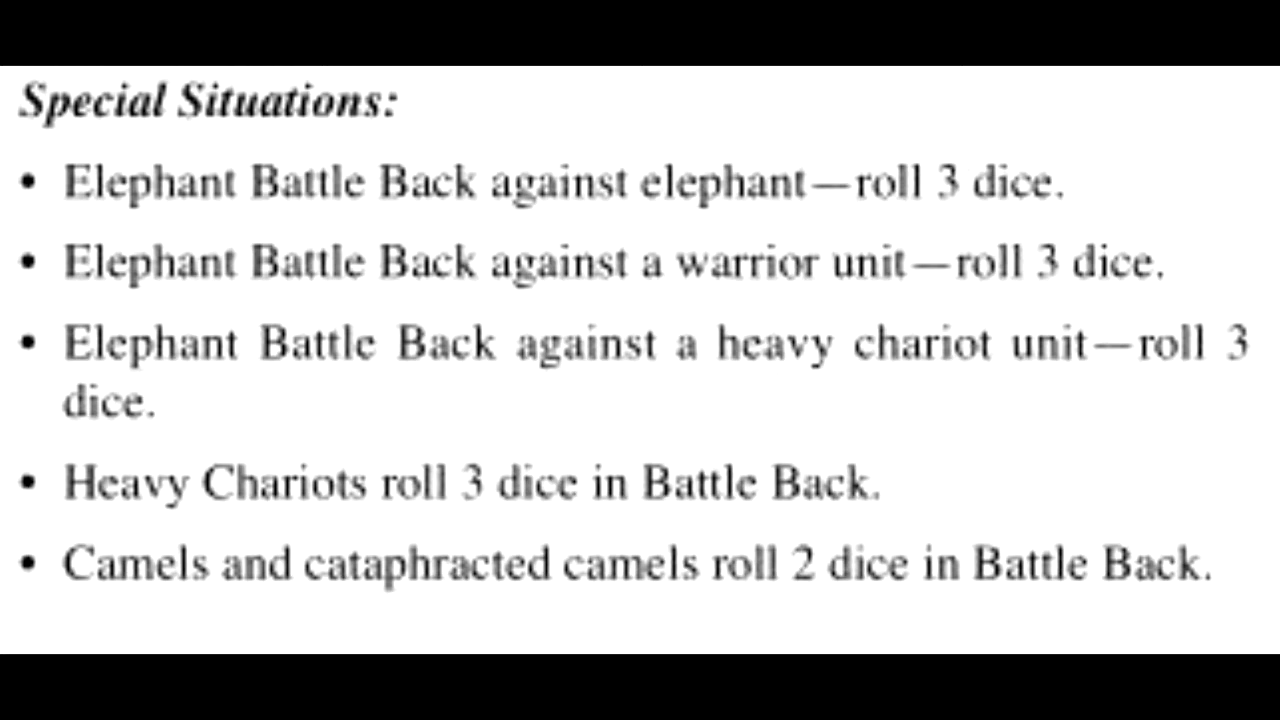 Special Situations:
• Elephant Battle Back against elephant—roll 3 dice.
• Elephant Battle Back against a warrior unit—roll 3 dice.
• Elephant Battle Back against a heavy chariot unit—roll 3
dice.
• Heavy Chariots roll 3 dice in Battle Back.
• Camels and cataphracted camels roll 2 dice in Battle Back.